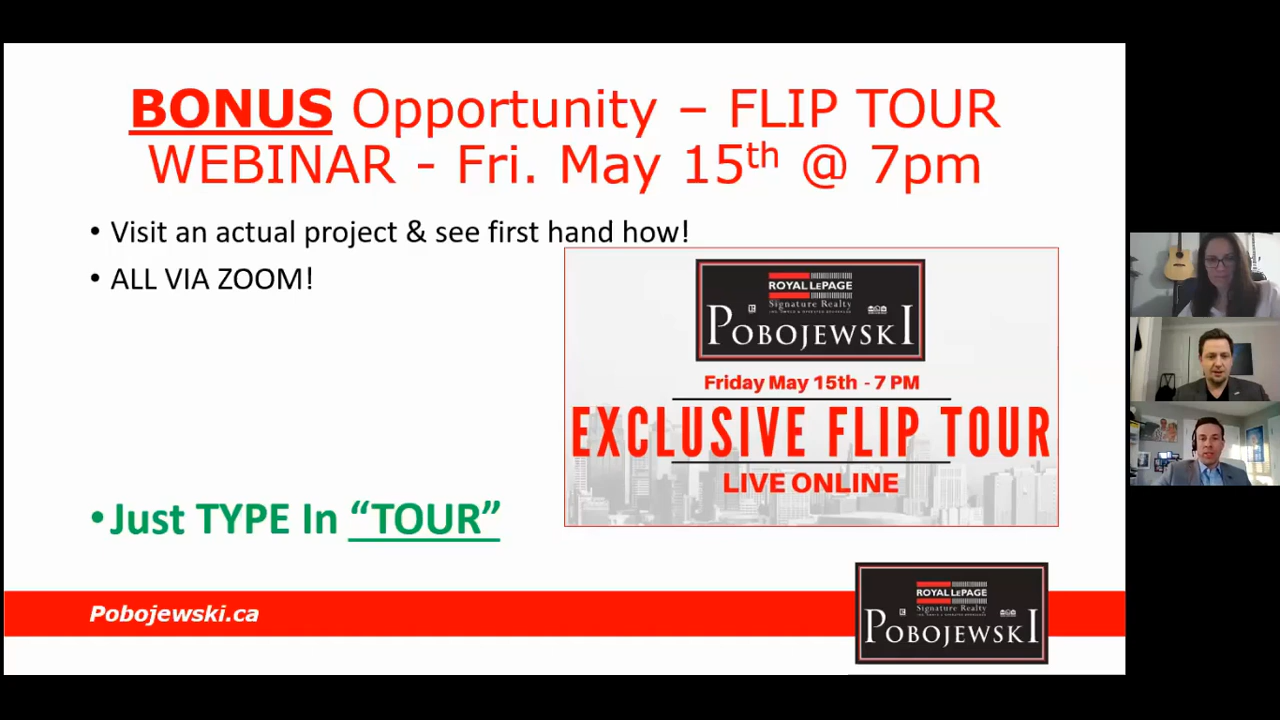 BONUS Opportunity – FLIP TOUR
WEBINAR - Fri. May 15th @ 7pm
• Visit an actual project & see first hand how!
• ALL VIA ZOOM!
ROYAL LEPAGE
Signature Realty
POBOJEWSKI
Friday May 15th - 7 PM
EXCLUSIVE FLIP TOUR
LIVE ONLINE
• Just TYPE In “TOUR”
Pobojewski.ca
ROYAL LEPAGE
Signature Realty
POBOJEWSKI